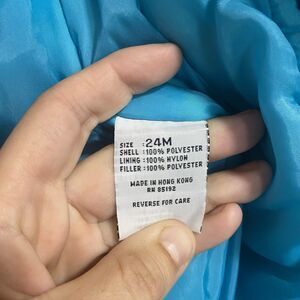 SIZE :24M
SHELL :100% POLYESTER
LINING :100% NYLON
FILLER :100% POLYESTER
MADE IN HONG KONG
RN 85192
REVERSE FOR CARE